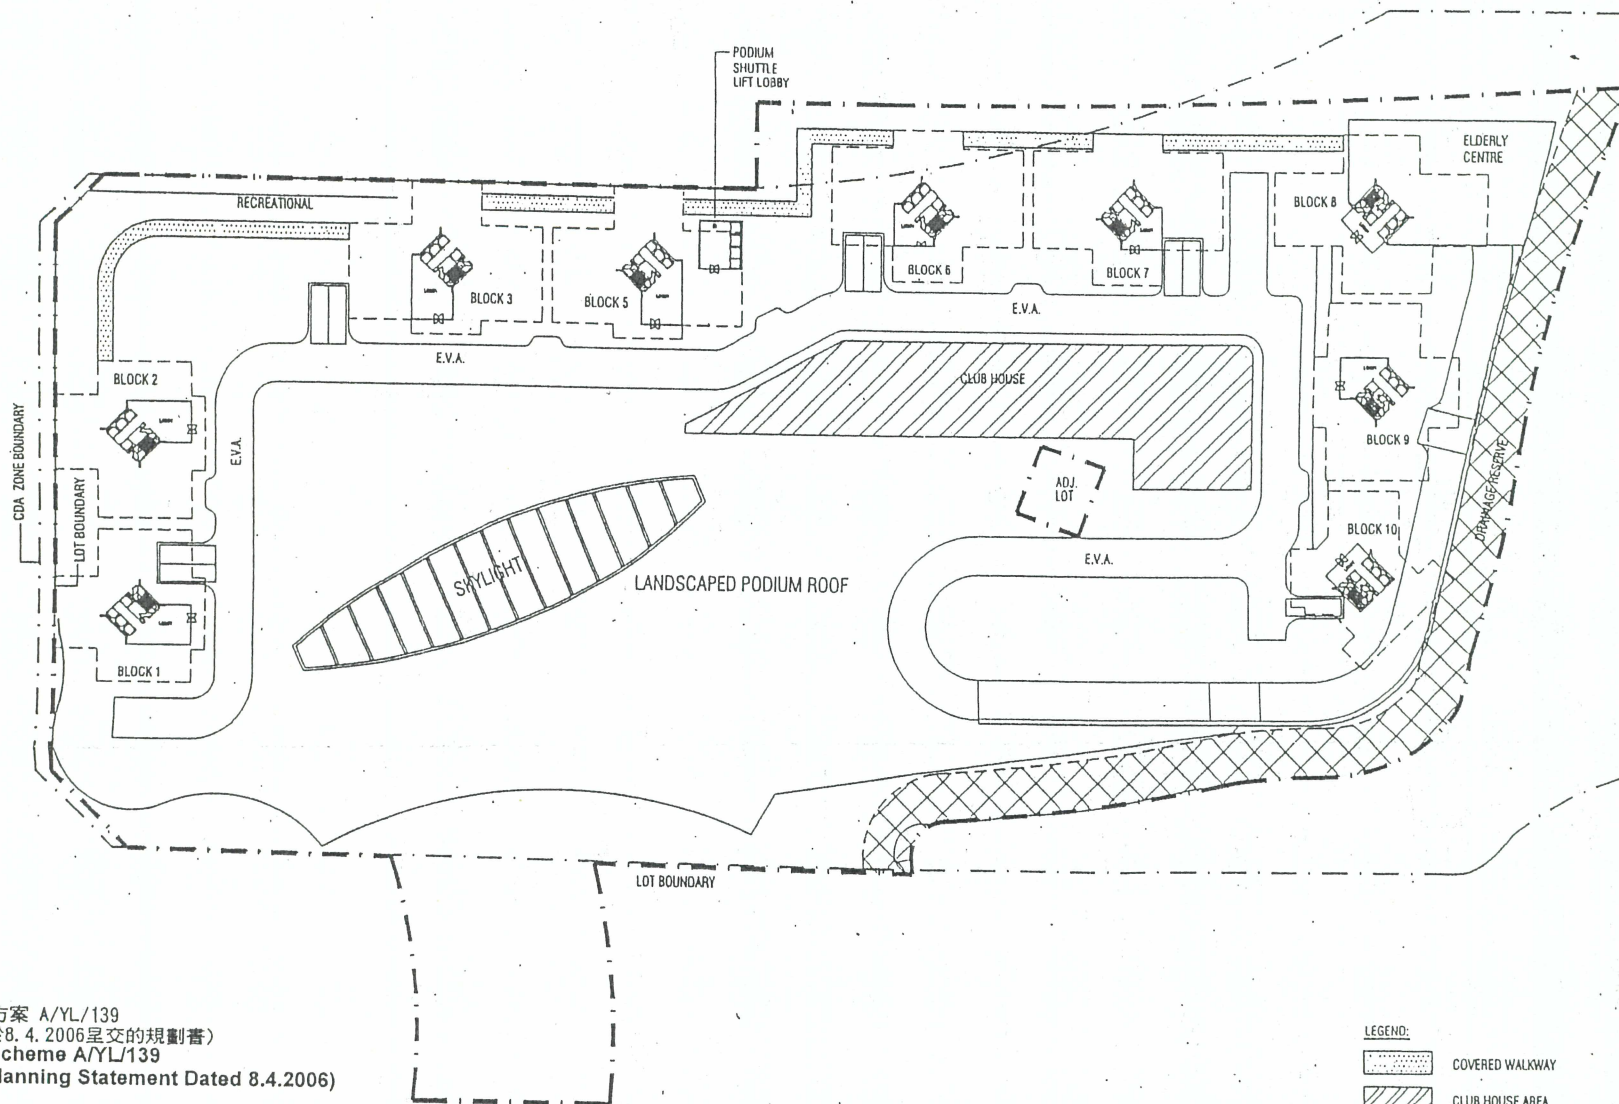 PODIUM
SHUTTLE
LIFT LOBBY
ELDERLY
CENTRE
RECREATIONAL
BLOCK 8
BLOCK 6
BLOCK 7
BLOCK 3
BLOCK 5
E.V.A.
E.V.A.
BLOCK 2
CLUB HOUSE
BLOCK 9
CDA ZONE BOUNDARY
LOT BOUNDARY
E.V.A.
ADJ.
LOT
DRAINAGE RESERVE
BLOCK 10
SKYLIGHT
LANDSCAPED PODIUM ROOF
E.V.A.
BLOCK 1
LOT BOUNDARY
方案 A/YL/139
8.4.2006呈交的規劃書)
cheme A/YL/139
lanning Statement Dated 8.4.2006)
LEGEND:
COVERED WALKWAY
CLUB HOUSE AREA